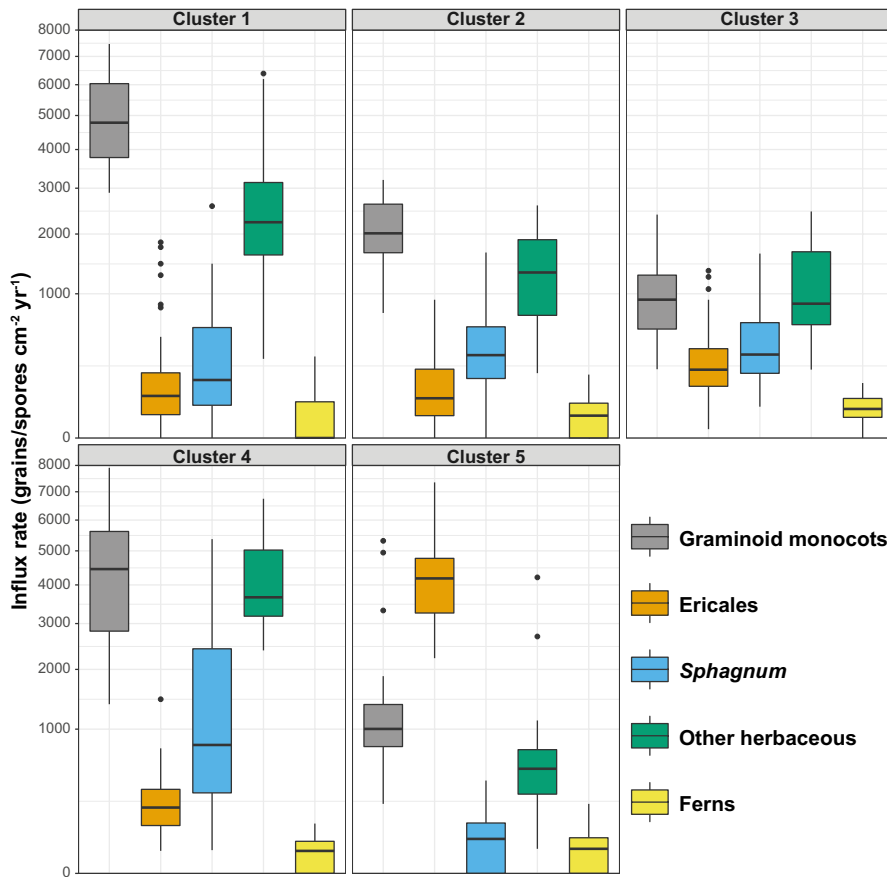 Cluster 1
Cluster 2
Cluster 3
8000
7000
6000
5000
4000
3000
2000
1000
0
Cluster 4
Cluster 5
8000
7000
6000
5000
4000
3000
2000
1000
0
Influx rate (grains/spores cm⁻² yr⁻¹)
Graminoid monocots
Ericales
Sphagnum
Other herbaceous
Ferns